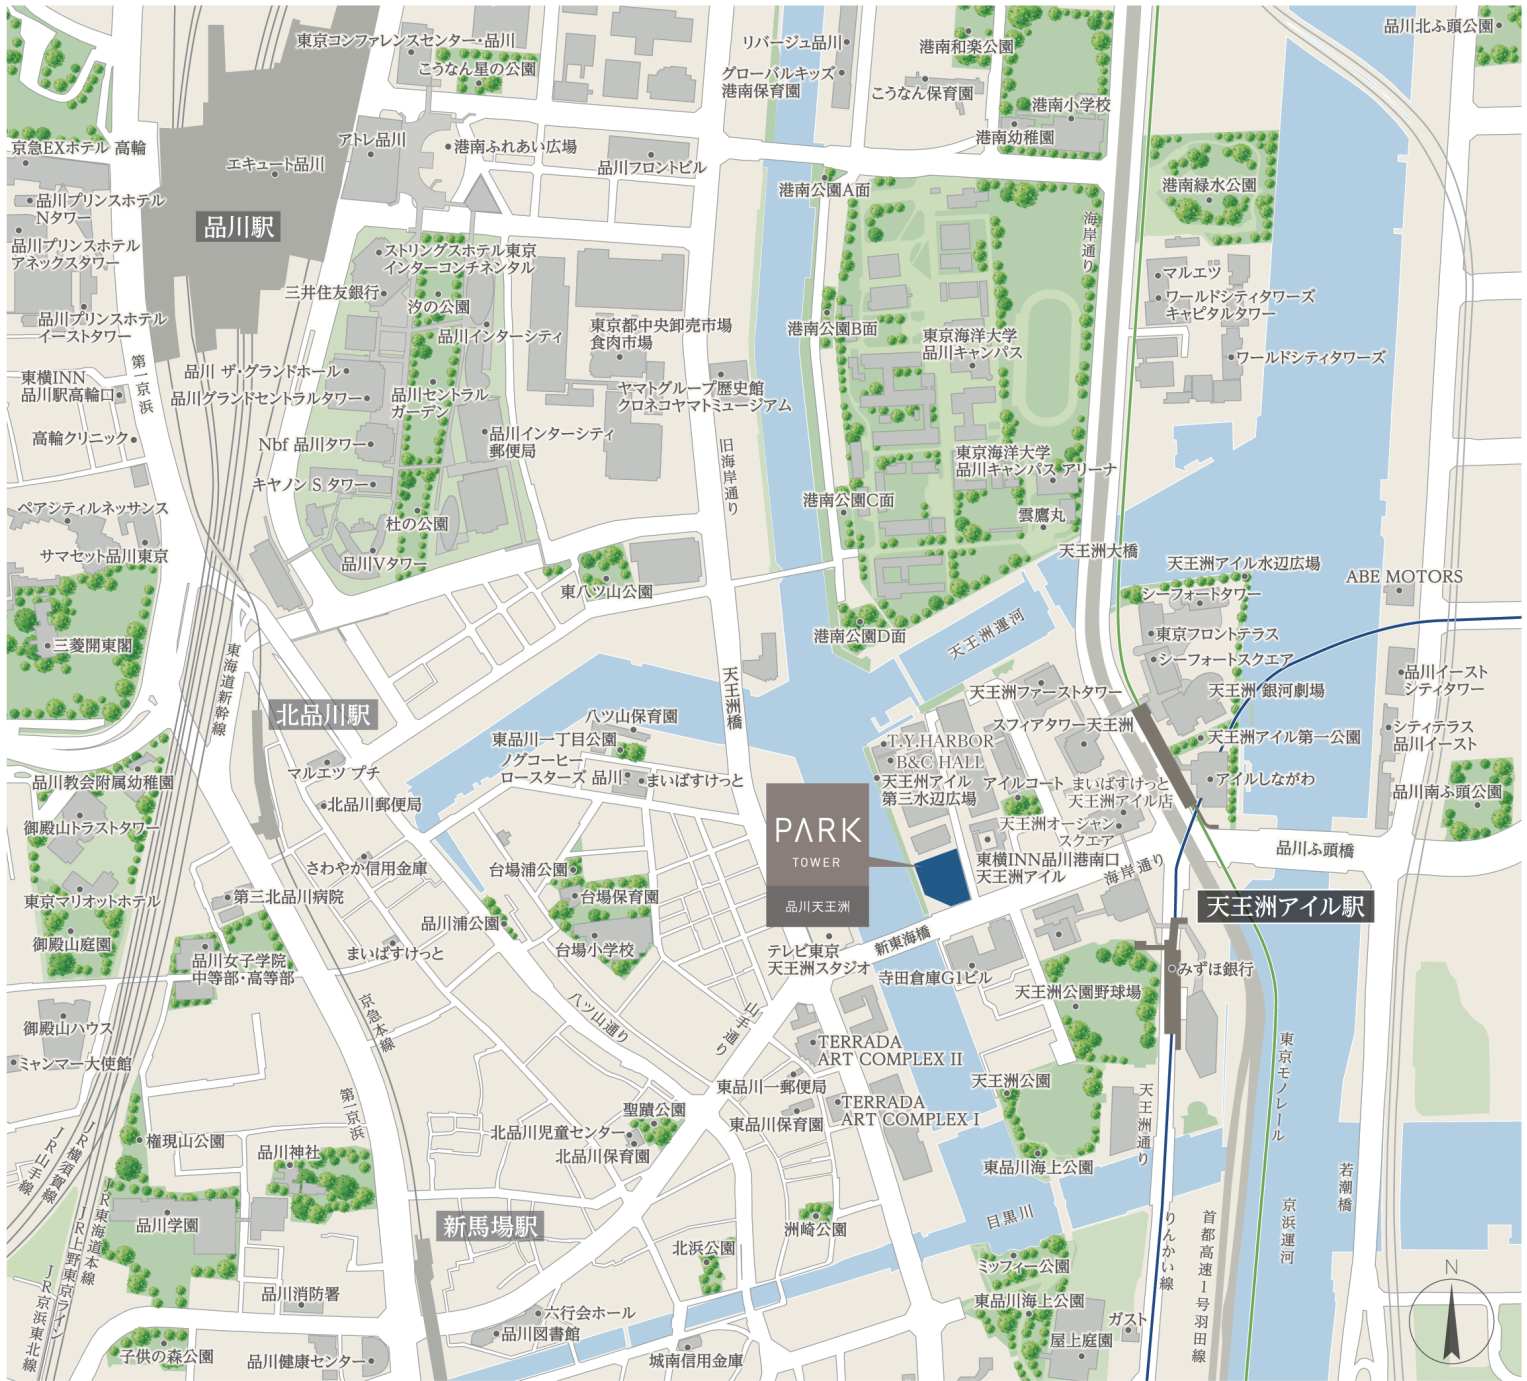 東京コンファレンスセンター・品川
こうなん星の公園
リバージュ品川
グローバルキッズ
港南保育園
港南和楽公園
こうなん保育園
港南小学校
港南幼稚園
品川北ふ頭公園
京急EXホテル 高輪
アトレ品川
港南ふれあい広場
エキュート品川
品川フロントビル
港南公園A面
港南緑水公園
品川プリンスホテル
Nタワー
品川駅
海岸通り
品川プリンスホテル
アネックスタワー
ストリングスホテル東京
インターコンチネンタル
三井住友銀行
汐の公園
マルエツ
ワールドシティタワーズ
キャピタルタワー
品川プリンスホテル
イーストタワー
品川インターシティ
東京都中央卸売市場
食肉市場
港南公園B面
東京海洋大学
品川キャンパス
ワールドシティタワーズ
第一京浜
東横INN
品川駅高輪口
品川 ザ・グランドホール
品川グランドセントラルタワー
品川セントラル
ガーデン
ヤマトグループ歴史館
クロネコヤマトミュージアム
高輪クリニック
Nbf 品川タワー
品川インターシティ
郵便局
旧海岸通り
東京海洋大学
品川キャンパス アリーナ
キヤノン S タワー
港南公園C面
ペアシティルネッサンス
杜の公園
雲鷹丸
サマセット品川東京
品川Vタワー
天王洲大橋
天王洲アイル水辺広場
シーフォートタワー
ABE MOTORS
東八ツ山公園
三菱開東閣
港南公園D面
天王洲運河
東京フロントテラス
シーフォートスクエア
東海道新幹線
天王洲橋
天王洲ファーストタワー
天王洲 銀河劇場
品川イースト
シティタワー
北品川駅
八ツ山保育園
スフィアタワー天王洲
シティテラス
品川イースト
東品川一丁目公園
T.Y.HARBOR
B&C HALL
天王洲アイル第一公園
ノグコーヒー
ロースターズ 品川
まいばすけっと
マルエツ プチ
品川教会附属幼稚園
天王洲アイル
第三水辺広場
アイルコート
まいばすけっと
天王洲アイル店
アイルしながわ
品川南ふ頭公園
北品川郵便局
御殿山トラストタワー
PARK
TOWER
品川天王洲
天王洲オーシャン
スクエア
品川ふ頭橋
さわやか信用金庫
台場浦公園
東横INN品川港南口
天王洲アイル
海岸通り
東京マリオットホテル
第三北品川病院
台場保育園
天王洲アイル駅
品川浦公園
御殿山庭園
まいばすけっと
台場小学校
テレビ東京
天王洲スタジオ
新東海橋
品川女子学院
中等部・高等部
寺田倉庫G1ビル
みずほ銀行
天王洲公園野球場
御殿山ハウス
京急本線
八ツ山通り
山手通り
ミャンマー大使館
TERRADA
ART COMPLEX II
東京モノレール
東品川一郵便局
天王洲公園
第一京浜
聖蹟公園
TERRADA
ART COMPLEX I
天王洲通り
北品川児童センター
東品川保育園
北品川保育園
権現山公園
品川神社
東品川海上公園
JR山手線
JR横須賀線
JR東海道本線
JR上野東京ライン
JR京浜東北線
若潮橋
品川学園
新馬場駅
洲崎公園
目黒川
りんかい線
首都高速1号羽田線
京浜運河
北浜公園
ミッフィー公園
N
品川消防署
六行会ホール
東品川海上公園
ガスト
品川図書館
屋上庭園
子供の森公園
品川健康センター
城南信用金庫